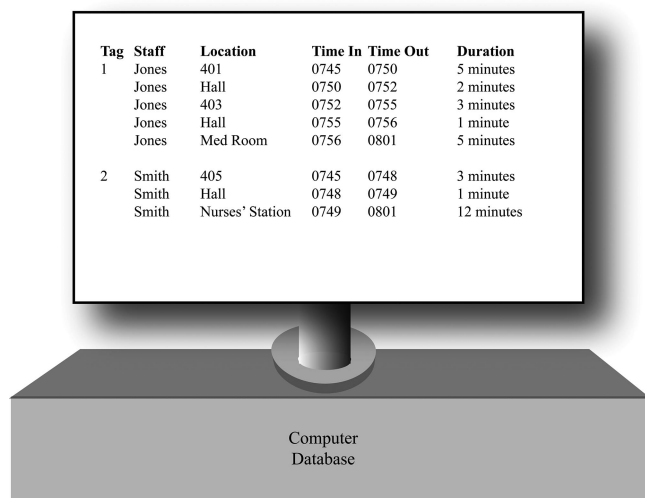 Tag Staff Location Time In Time Out Duration
1 Jones 401 0745 0750 5 minutes
Jones Hall 0750 0752 2 minutes
Jones 403 0752 0755 3 minutes
Jones Hall 0755 0756 1 minute
Jones Med Room 0756 0801 5 minutes
2 Smith 405 0745 0748 3 minutes
Smith Hall 0748 0749 1 minute
Smith Nurses’ Station 0749 0801 12 minutes
Computer
Database